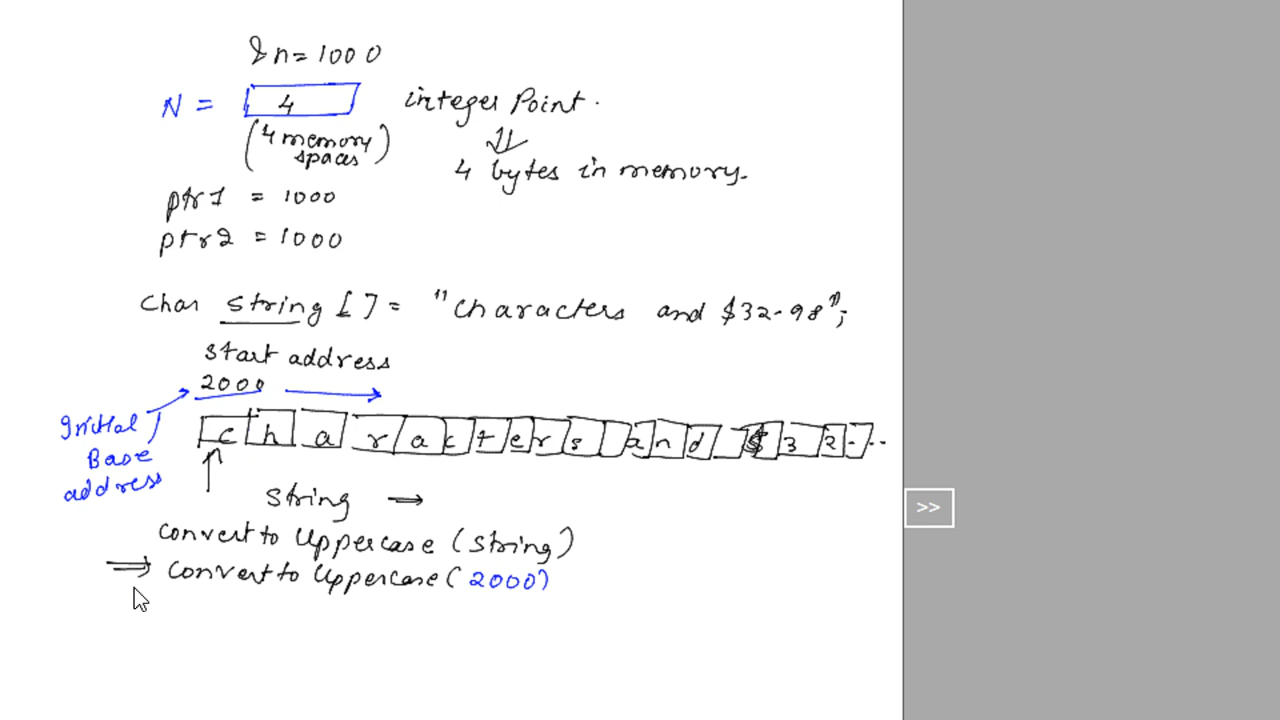 &n = 1000
N = 4 integer Point.
(4 memory spaces)
4 bytes in memory.
ptr1 = 1000
ptr2 = 1000
Char string [] = "Characters and $32.98";
start address
2000
Initial Base address
c h a r a c t e r s a n d $ 3 2 . ..
string →
convert to Uppercase (string)
⇒ convert to Uppercase (2000)
>>